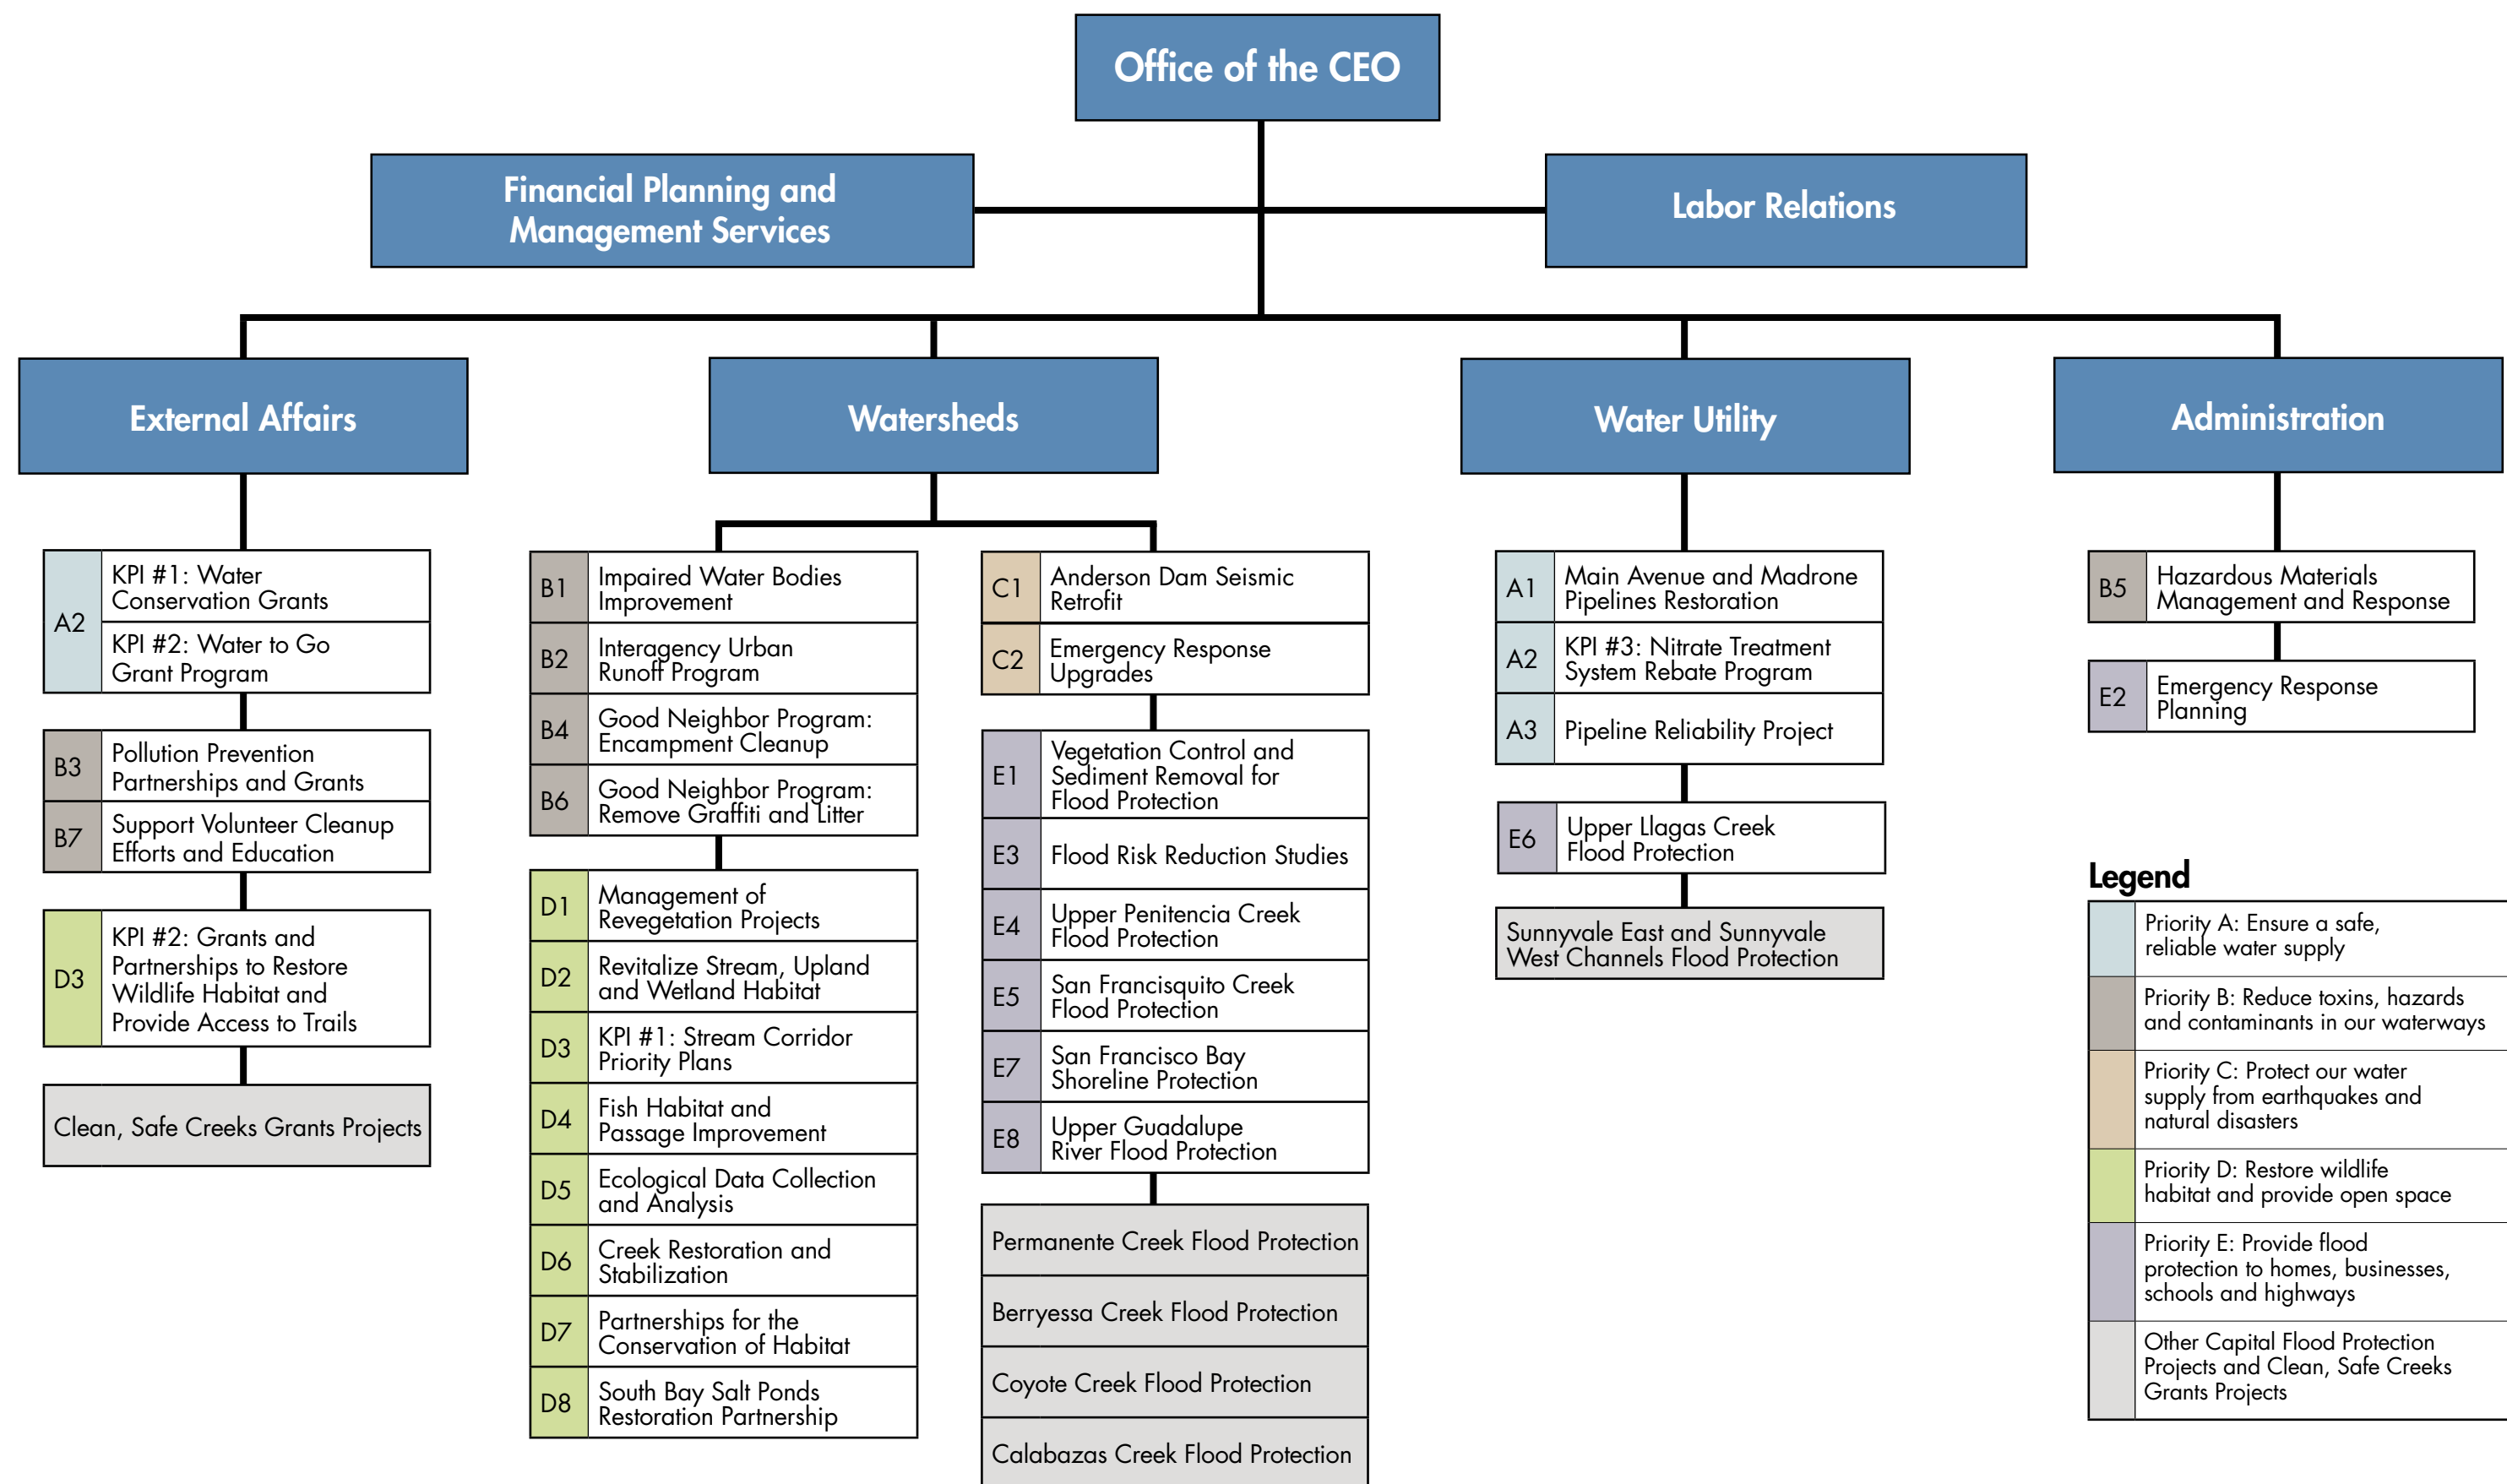 Office of the CEO
Financial Planning and
Management Services
Labor Relations
External Affairs
Watersheds
Water Utility
Administration
A2
KPI #1: Water
Conservation Grants
KPI #2: Water to Go
Grant Program
B3
Pollution Prevention
Partnerships and Grants
B7
Support Volunteer Cleanup
Efforts and Education
D3
KPI #2: Grants and
Partnerships to Restore
Wildlife Habitat and
Provide Access to Trails
Clean, Safe Creeks Grants Projects
B1
Impaired Water Bodies
Improvement
B2
Interagency Urban
Runoff Program
B4
Good Neighbor Program:
Encampment Cleanup
B6
Good Neighbor Program:
Remove Graffiti and Litter
D1
Management of
Revegetation Projects
D2
Revitalize Stream, Upland
and Wetland Habitat
D3
KPI #1: Stream Corridor
Priority Plans
D4
Fish Habitat and
Passage Improvement
D5
Ecological Data Collection
and Analysis
D6
Creek Restoration and
Stabilization
D7
Partnerships for the
Conservation of Habitat
D8
South Bay Salt Ponds
Restoration Partnership
C1
Anderson Dam Seismic
Retrofit
C2
Emergency Response
Upgrades
E1
Vegetation Control and
Sediment Removal for
Flood Protection
E3
Flood Risk Reduction Studies
E4
Upper Penitencia Creek
Flood Protection
E5
San Francisquito Creek
Flood Protection
E7
San Francisco Bay
Shoreline Protection
E8
Upper Guadalupe
River Flood Protection
Permanente Creek Flood Protection
Berryessa Creek Flood Protection
Coyote Creek Flood Protection
Calabazas Creek Flood Protection
A1
Main Avenue and Madrone
Pipelines Restoration
A2
KPI #3: Nitrate Treatment
System Rebate Program
A3
Pipeline Reliability Project
E6
Upper Llagas Creek
Flood Protection
Sunnyvale East and Sunnyvale
West Channels Flood Protection
B5
Hazardous Materials
Management and Response
E2
Emergency Response
Planning
Legend
Priority A: Ensure a safe,
reliable water supply
Priority B: Reduce toxins, hazards
and contaminants in our waterways
Priority C: Protect our water
supply from earthquakes and
natural disasters
Priority D: Restore wildlife
habitat and provide open space
Priority E: Provide flood
protection to homes, businesses,
schools and highways
Other Capital Flood Protection
Projects and Clean, Safe Creeks
Grants Projects